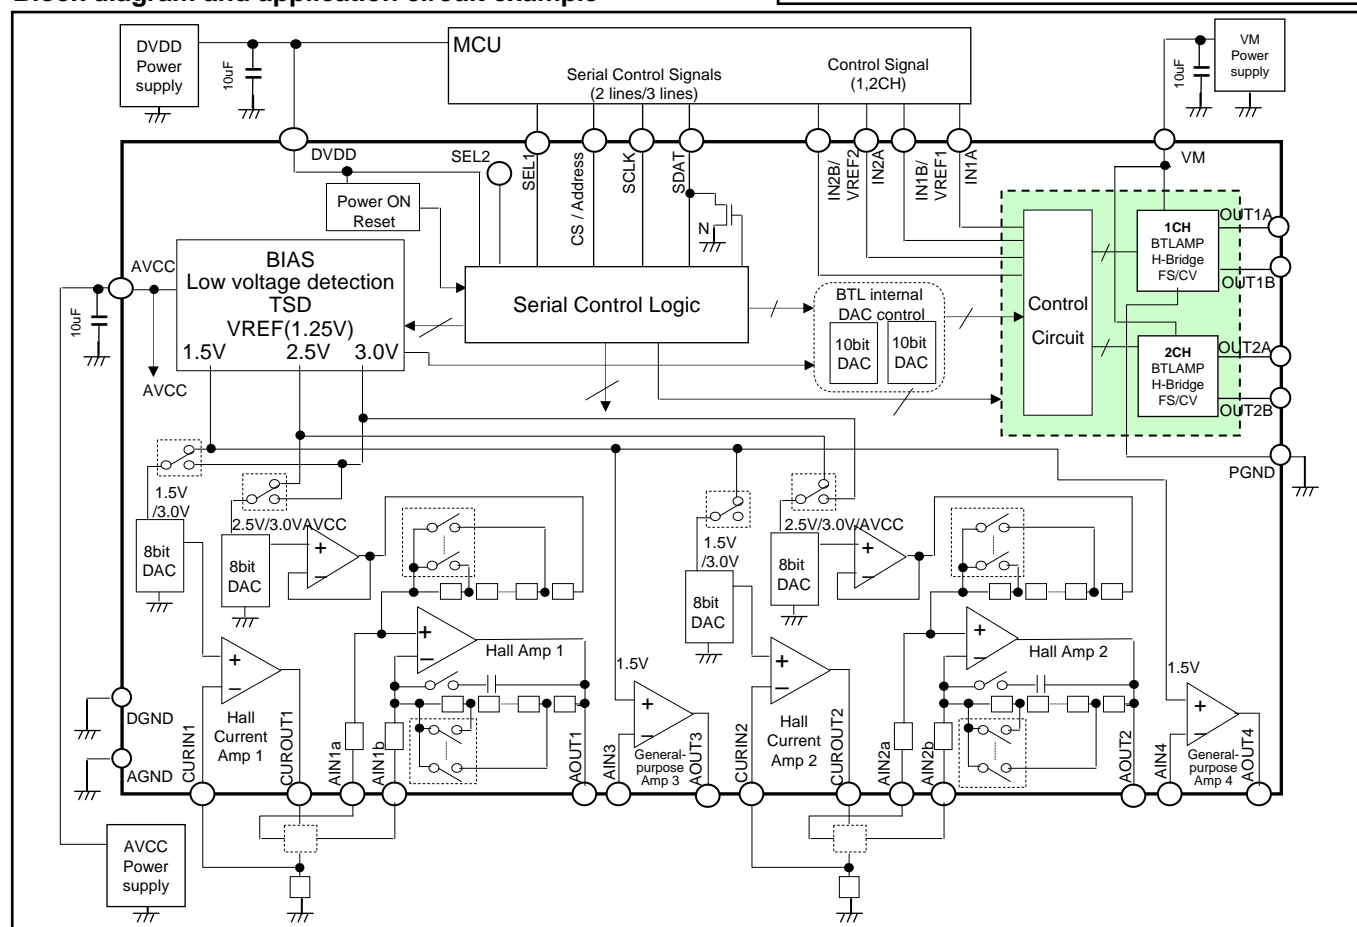 Block diagram and application circuit example
DVDD
Power
supply
10uF
MCU
Serial Control Signals
(2 lines/3 lines)
Control Signal
(1,2CH)
10uF
VM
Power
supply
DVDD
SEL2
SEL1
CS / Address
SCLK
SDAT
IN2B/
VREF2
IN2A
IN1B/
VREF1
IN1A
VM
Power ON
Reset
N
AVCC
10uF
AVCC
BIAS
Low voltage detection
TSD
VREF(1.25V)
1.5V
2.5V
3.0V
Serial Control Logic
BTL internal
DAC control
10bit
DAC
10bit
DAC
Control
Circuit
1CH
BTLAMP
H-Bridge
FS/CV
OUT1A
OUT1B
2CH
BTLAMP
H-Bridge
FS/CV
OUT2A
OUT2B
PGND
1.5V
/3.0V
8bit
DAC
2.5V/3.0V/AVCC
8bit
DAC
+
−
1.5V
/3.0V
8bit
DAC
2.5V/3.0V/AVCC
8bit
DAC
+
−
+
−
Hall Amp 1
+
−
Hall Amp 2
+
−
Hall
Current
Amp 1
1.5V
+
−
General-
purpose
Amp 3
+
−
Hall
Current
Amp 2
1.5V
+
−
General-
purpose
Amp 4
DGND
AGND
CURIN1
CUROUT1
AIN1a
AIN1b
AOUT1
AIN3
AOUT3
CURIN2
CUROUT2
AIN2a
AIN2b
AOUT2
AIN4
AOUT4
AVCC
Power
supply